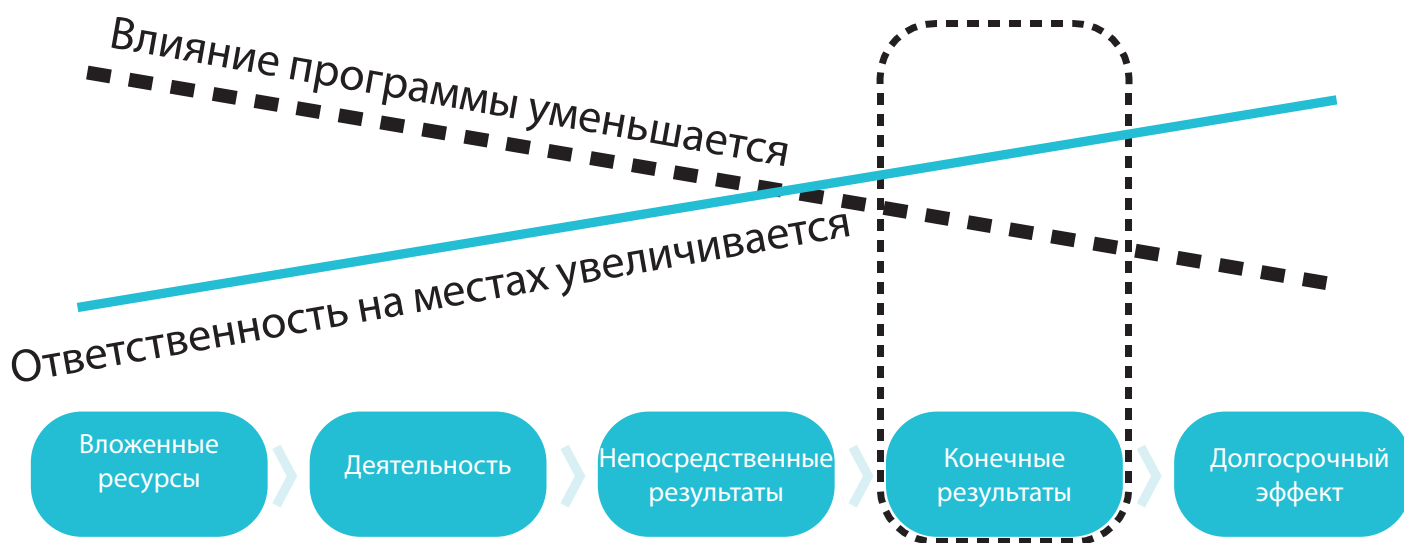 Влияние программы уменьшается
Ответственность на местах увеличивается
Вложенные
ресурсы
Деятельность
Непосредственные
результаты
Конечные
результаты
Долгосрочный
эффект